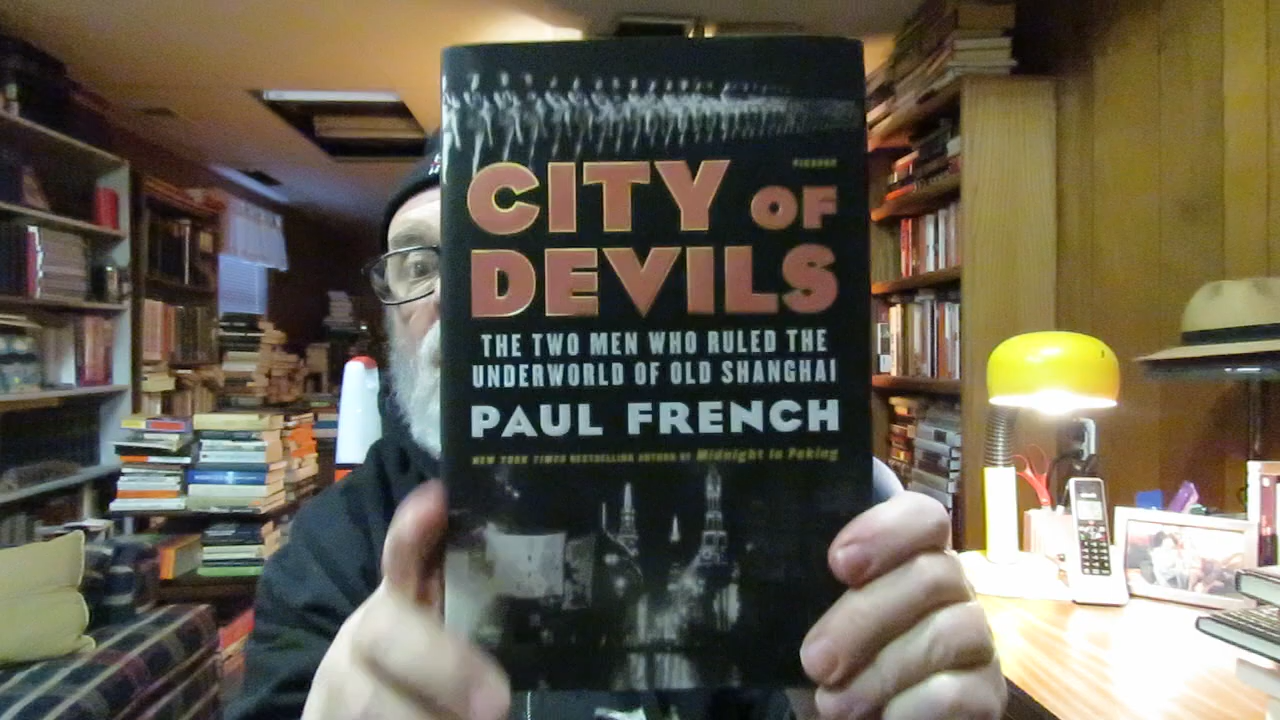 PICADOR
CITY OF
DEVILS
THE TWO MEN WHO RULED THE
UNDERWORLD OF OLD SHANGHAI
PAUL FRENCH
NEW YORK TIMES BESTSELLING AUTHOR OF Midnight in Peking